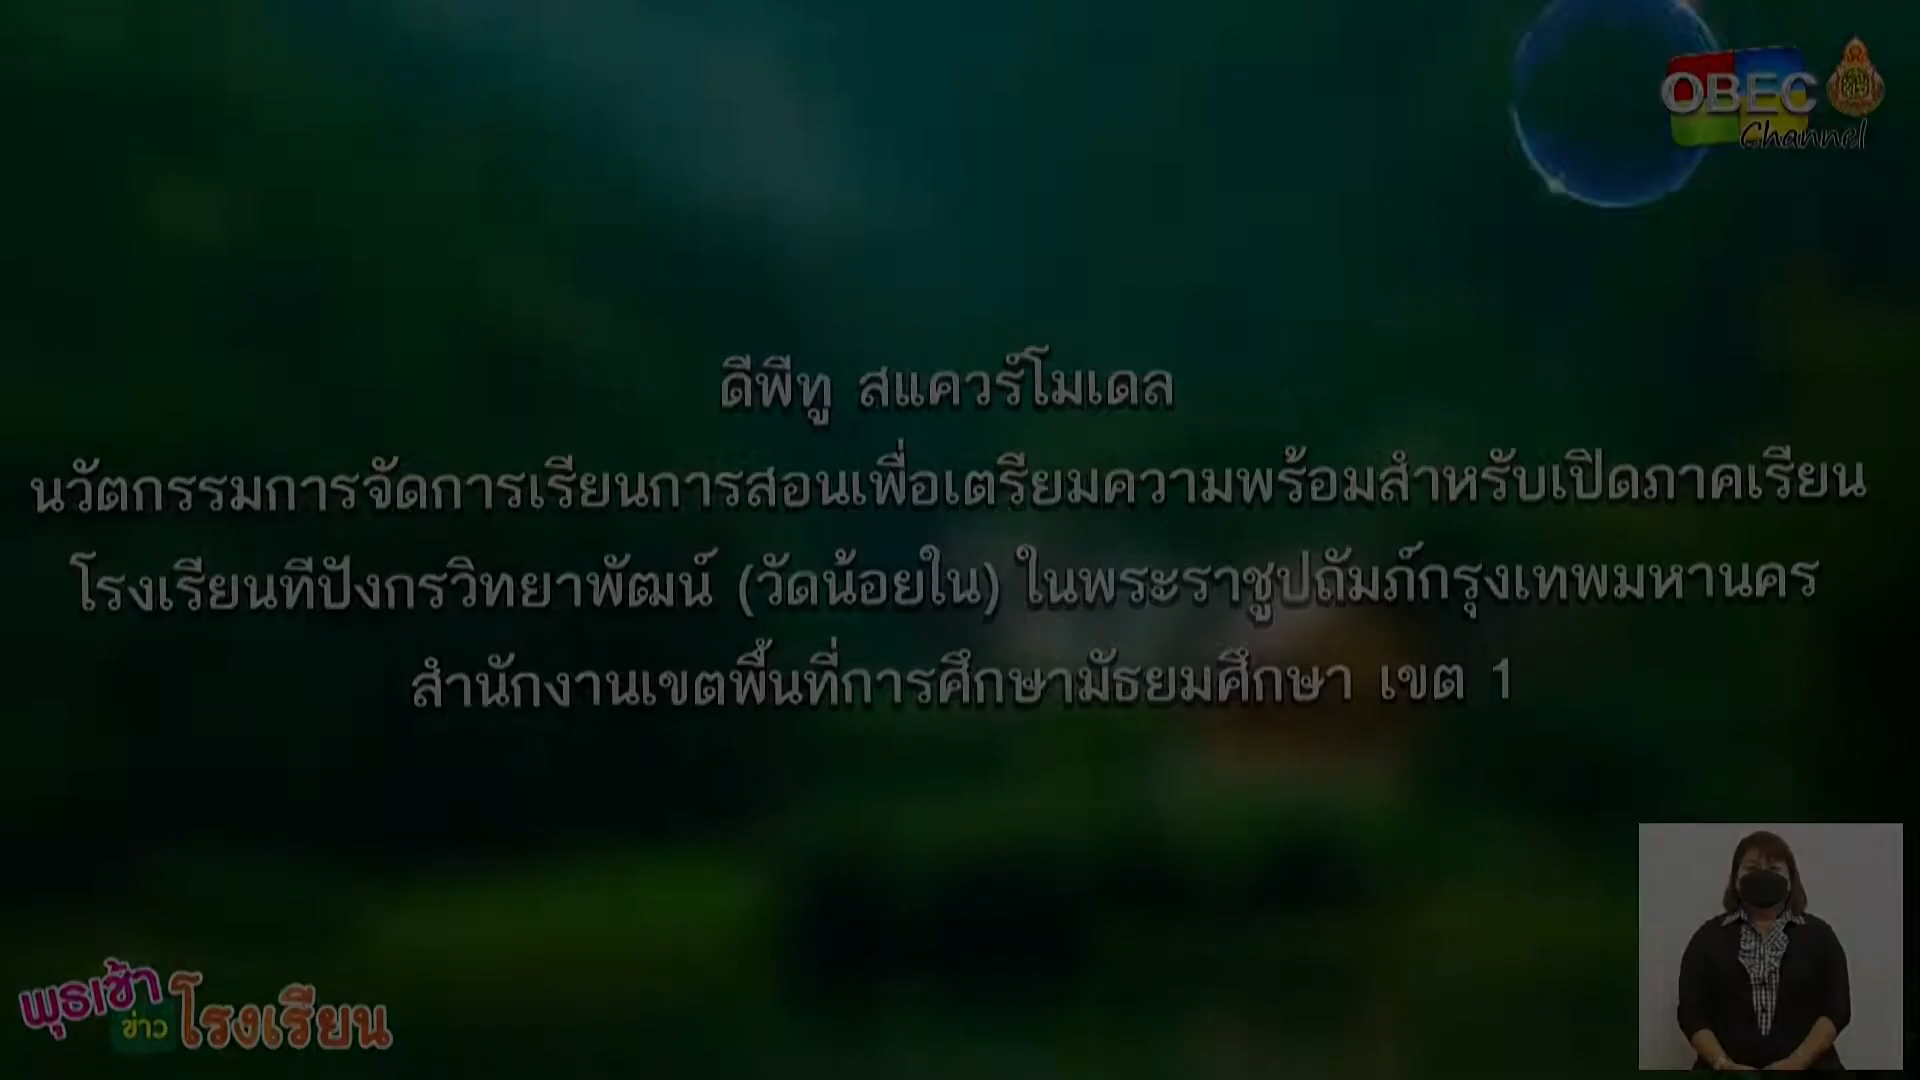 OBEC
Channel
ดีพีทู สแควร์โมเดล
นวัตกรรมการจัดการเรียนการสอนเพื่อเตรียมความพร้อมสำหรับเปิดภาคเรียน
โรงเรียนทีปังกรวิทยาพัฒน์ (วัดน้อยใน) ในพระราชูปถัมภ์กรุงเทพมหานคร
สำนักงานเขตพื้นที่การศึกษามัธยมศึกษา เขต 1
พุธเช้า
ข่าว โรงเรียน